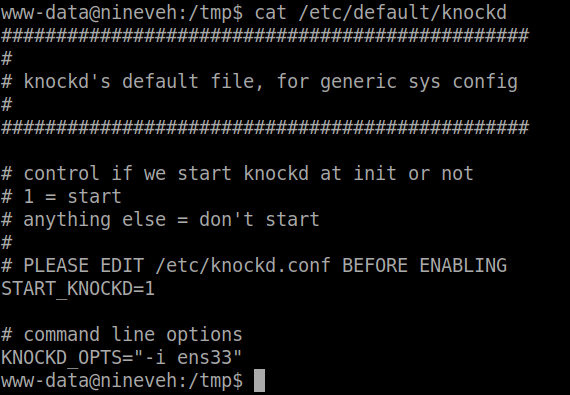 www-data@nineveh:/tmp$ cat /etc/default/knockd
################################################
#
# knockd's default file, for generic sys config
#
################################################
# control if we start knockd at init or not
# 1 = start
# anything else = don't start
#
# PLEASE EDIT /etc/knockd.conf BEFORE ENABLING
START_KNOCKD=1
# command line options
KNOCKD_OPTS="-i ens33"
www-data@nineveh:/tmp$